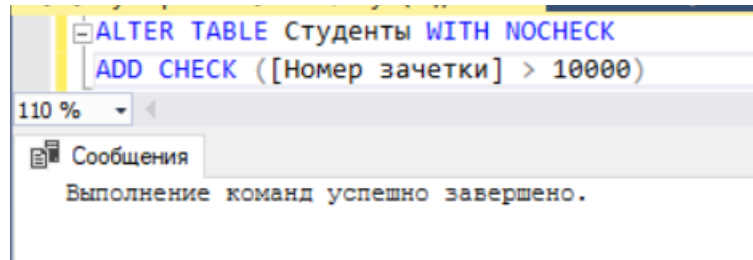 ALTER TABLE Студенты WITH NOCHECK
ADD CHECK ([Номер зачетки] > 10000)
110 %
Сообщения
Выполнение команд успешно завершено.